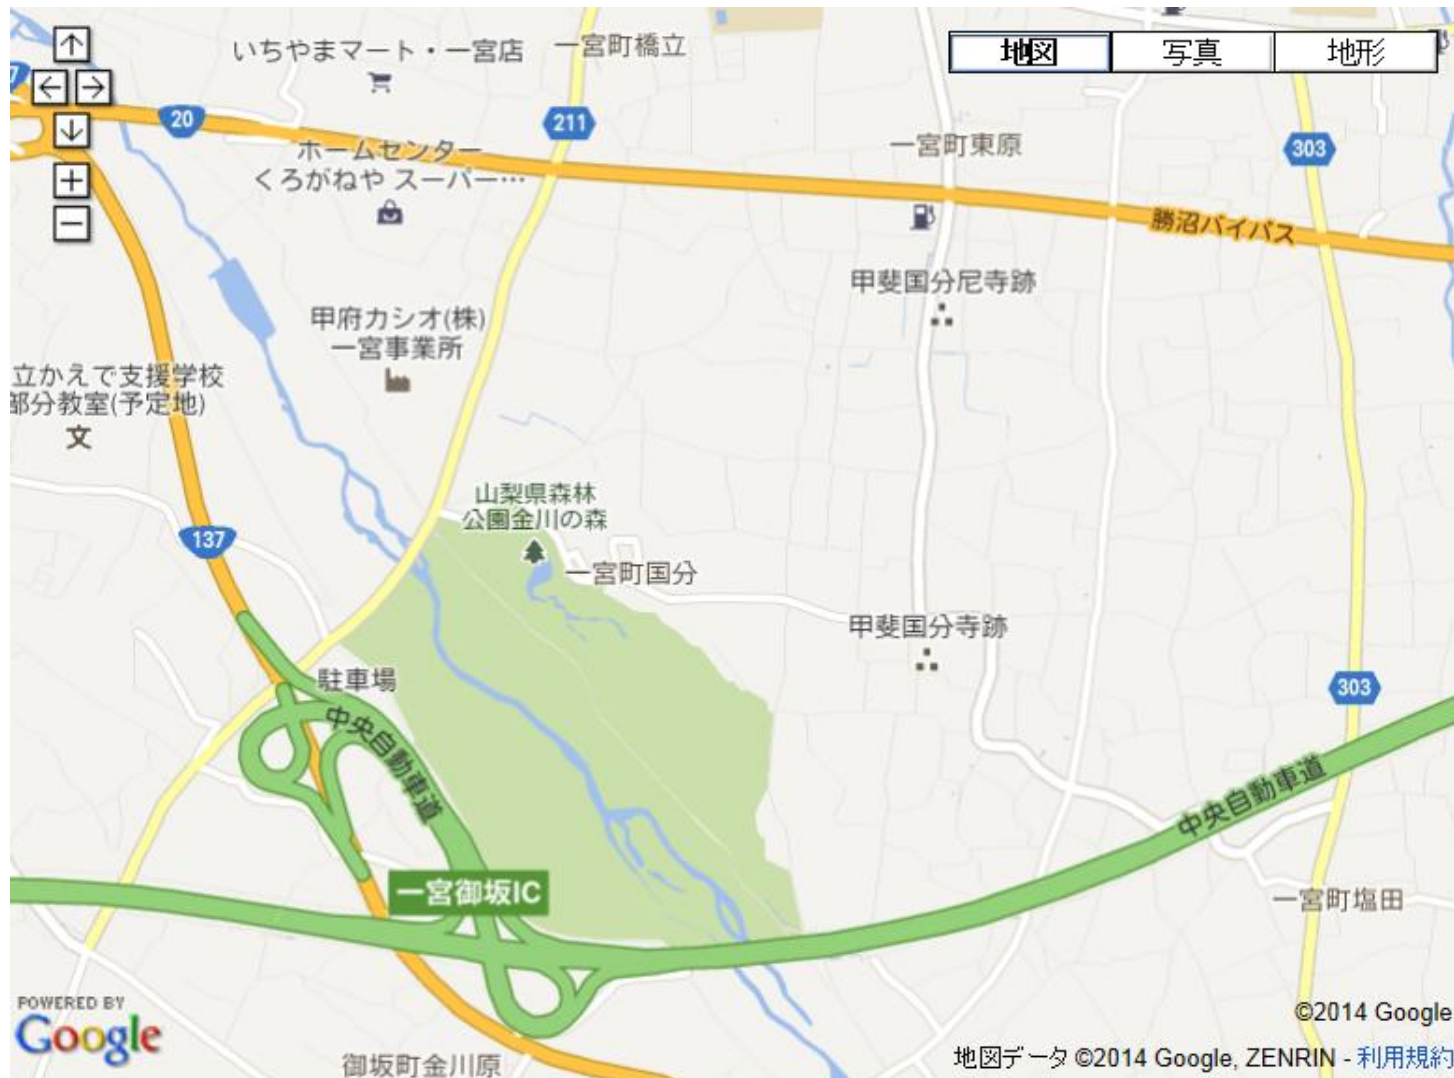 いちやまマート・一宮店
一宮町橋立
地図
写真
地形
20
211
303
ホームセンター
くろがねや スーパー…
一宮町東原
勝沼バイパス
甲斐国分尼寺跡
甲府カシオ(株)
一宮事業所
立かえで支援学校
部分教室(予定地)
文
山梨県森林
公園金川の森
137
一宮町国分
甲斐国分寺跡
駐車場
303
中央自動車道
中央自動車道
一宮御坂IC
一宮町塩田
POWERED BY
Google
©2014 Google
御坂町金川原
地図データ ©2014 Google, ZENRIN - 利用規約